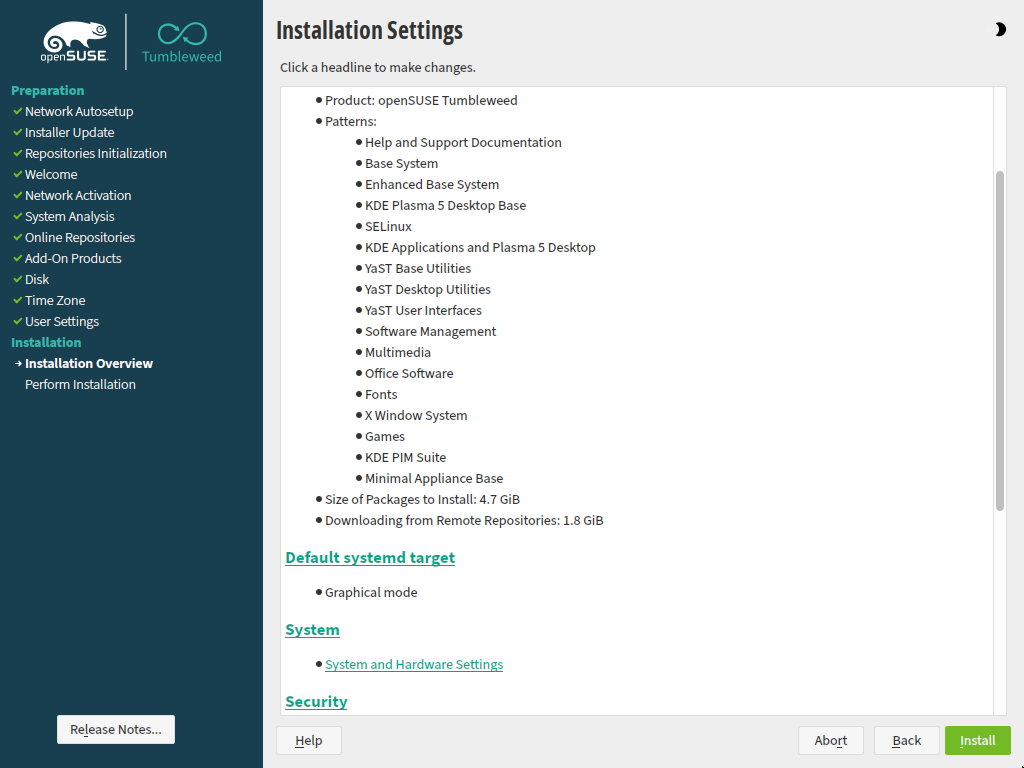 openSUSE
Tumbleweed
Preparation
Network Autosetup
Installer Update
Repositories Initialization
Welcome
Network Activation
System Analysis
Online Repositories
Add-On Products
Disk
Time Zone
User Settings
Installation
Installation Overview
Perform Installation
Release Notes...
Installation Settings
Click a headline to make changes.
Product: openSUSE Tumbleweed
Patterns:
Help and Support Documentation
Base System
Enhanced Base System
KDE Plasma 5 Desktop Base
SELinux
KDE Applications and Plasma 5 Desktop
YaST Base Utilities
YaST Desktop Utilities
YaST User Interfaces
Software Management
Multimedia
Office Software
Fonts
X Window System
Games
KDE PIM Suite
Minimal Appliance Base
Size of Packages to Install: 4.7 GiB
Downloading from Remote Repositories: 1.8 GiB
Default systemd target
Graphical mode
System
System and Hardware Settings
Security
Help
Abort
Back
Install